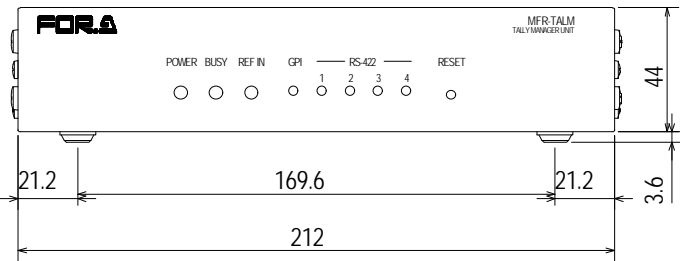 FOR.A
MFR-TALM
TALLY MANAGER UNIT
POWER BUSY REF IN GPI RS-422 RESET
1 2 3 4
44
3.6
21.2 169.6 21.2
212